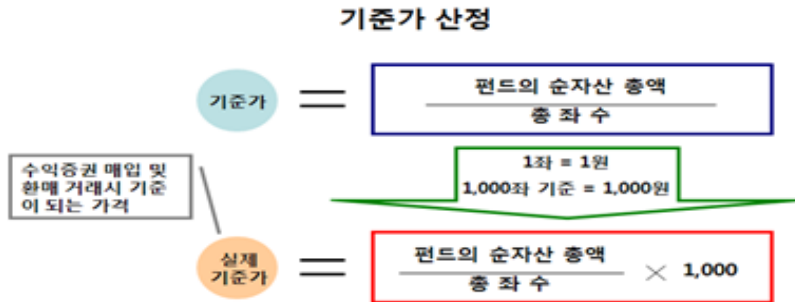 기준가 산정
기준가 = 펀드의 순자산 총액
총 좌 수
1좌 = 1원
1,000좌 기준 = 1,000원
수익증권 매입 및
환매 거래시 기준
이 되는 가격
실제
기준가 = 펀드의 순자산 총액
총 좌 수
× 1,000